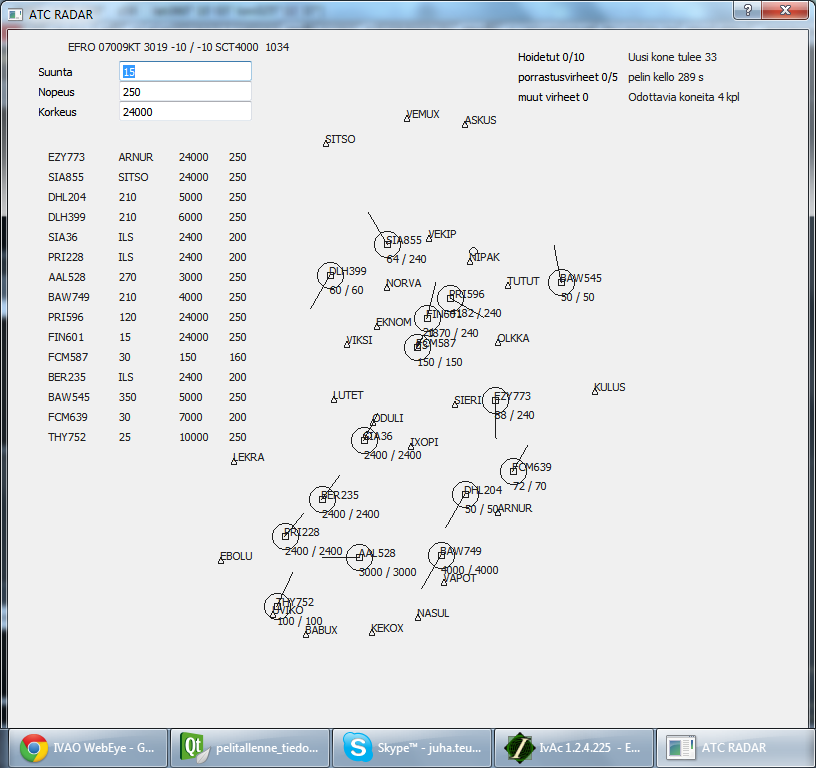 ATC RADAR
EFRO 07009KT 3019 -10 / -10 SCT4000 1034
Suunta 15
Nopeus 250
Korkeus 24000
Hoidetut 0/10 Uusi kone tulee 33
porrastusvirheet 0/5 pelin kello 289 s
muut virheet 0 Odottavia koneita 4 kpl
EZY773 ARNUR 24000 250
SIA855 SITSO 24000 250
DHL204 210 5000 250
DLH399 210 6000 250
SIA36 ILS 2400 200
PRI228 ILS 2400 200
AAL528 270 3000 250
BAW749 210 4000 250
PRI596 120 24000 250
FIN601 15 24000 250
FCM587 30 150 160
BER235 ILS 2400 200
BAW545 350 5000 250
FCM639 30 7000 200
THY752 25 10000 250
VEMUX
ASKUS
SITSO
VEKIP
SIA855
64 / 240
NIPAK
DLH399
60 / 60
NORVA
TUTUT
BAW545
50 / 50
PRI596
182 / 240
FIN601
EKNOM
/ 240
VIKSI
FCM587
150 / 150
OLKKA
KULUS
LUTET
SIERI
EZY773
88 / 240
ODULI
SIA36
2400 / 2400
IXOPI
LEKRA
FCM639
72 / 70
BER235
2400 / 2400
DHL204
50 / 50
ARNUR
PRI228
2400 / 2400
EBOLU
AAL528
3000 / 3000
BAW749
4000 / 4000
VAPOT
THY752
UVIKO
100 / 100
BABUX
KEKOX
NASUL
IVAO WebEye - G...
pelitallenne_tiedo...
Skype™ - juha.teu...
IvAc 1.2.4.225 - E...
ATC RADAR